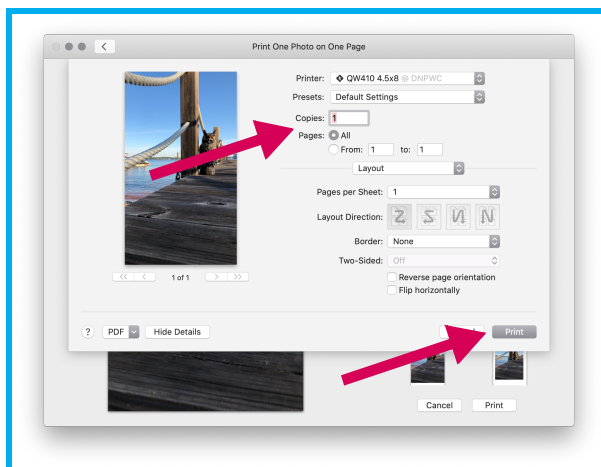 Print One Photo on One Page
Printer: QW410 4.5x8 @ DNPWC
Presets: Default Settings
Copies: 1
Pages: All
From: 1 to: 1
Layout
Pages per Sheet: 1
Layout Direction:
Border: None
Two-Sided: Off
Reverse page orientation
Flip horizontally
<< < 1 of 1 > >>
? PDF Hide Details Print
Cancel Print